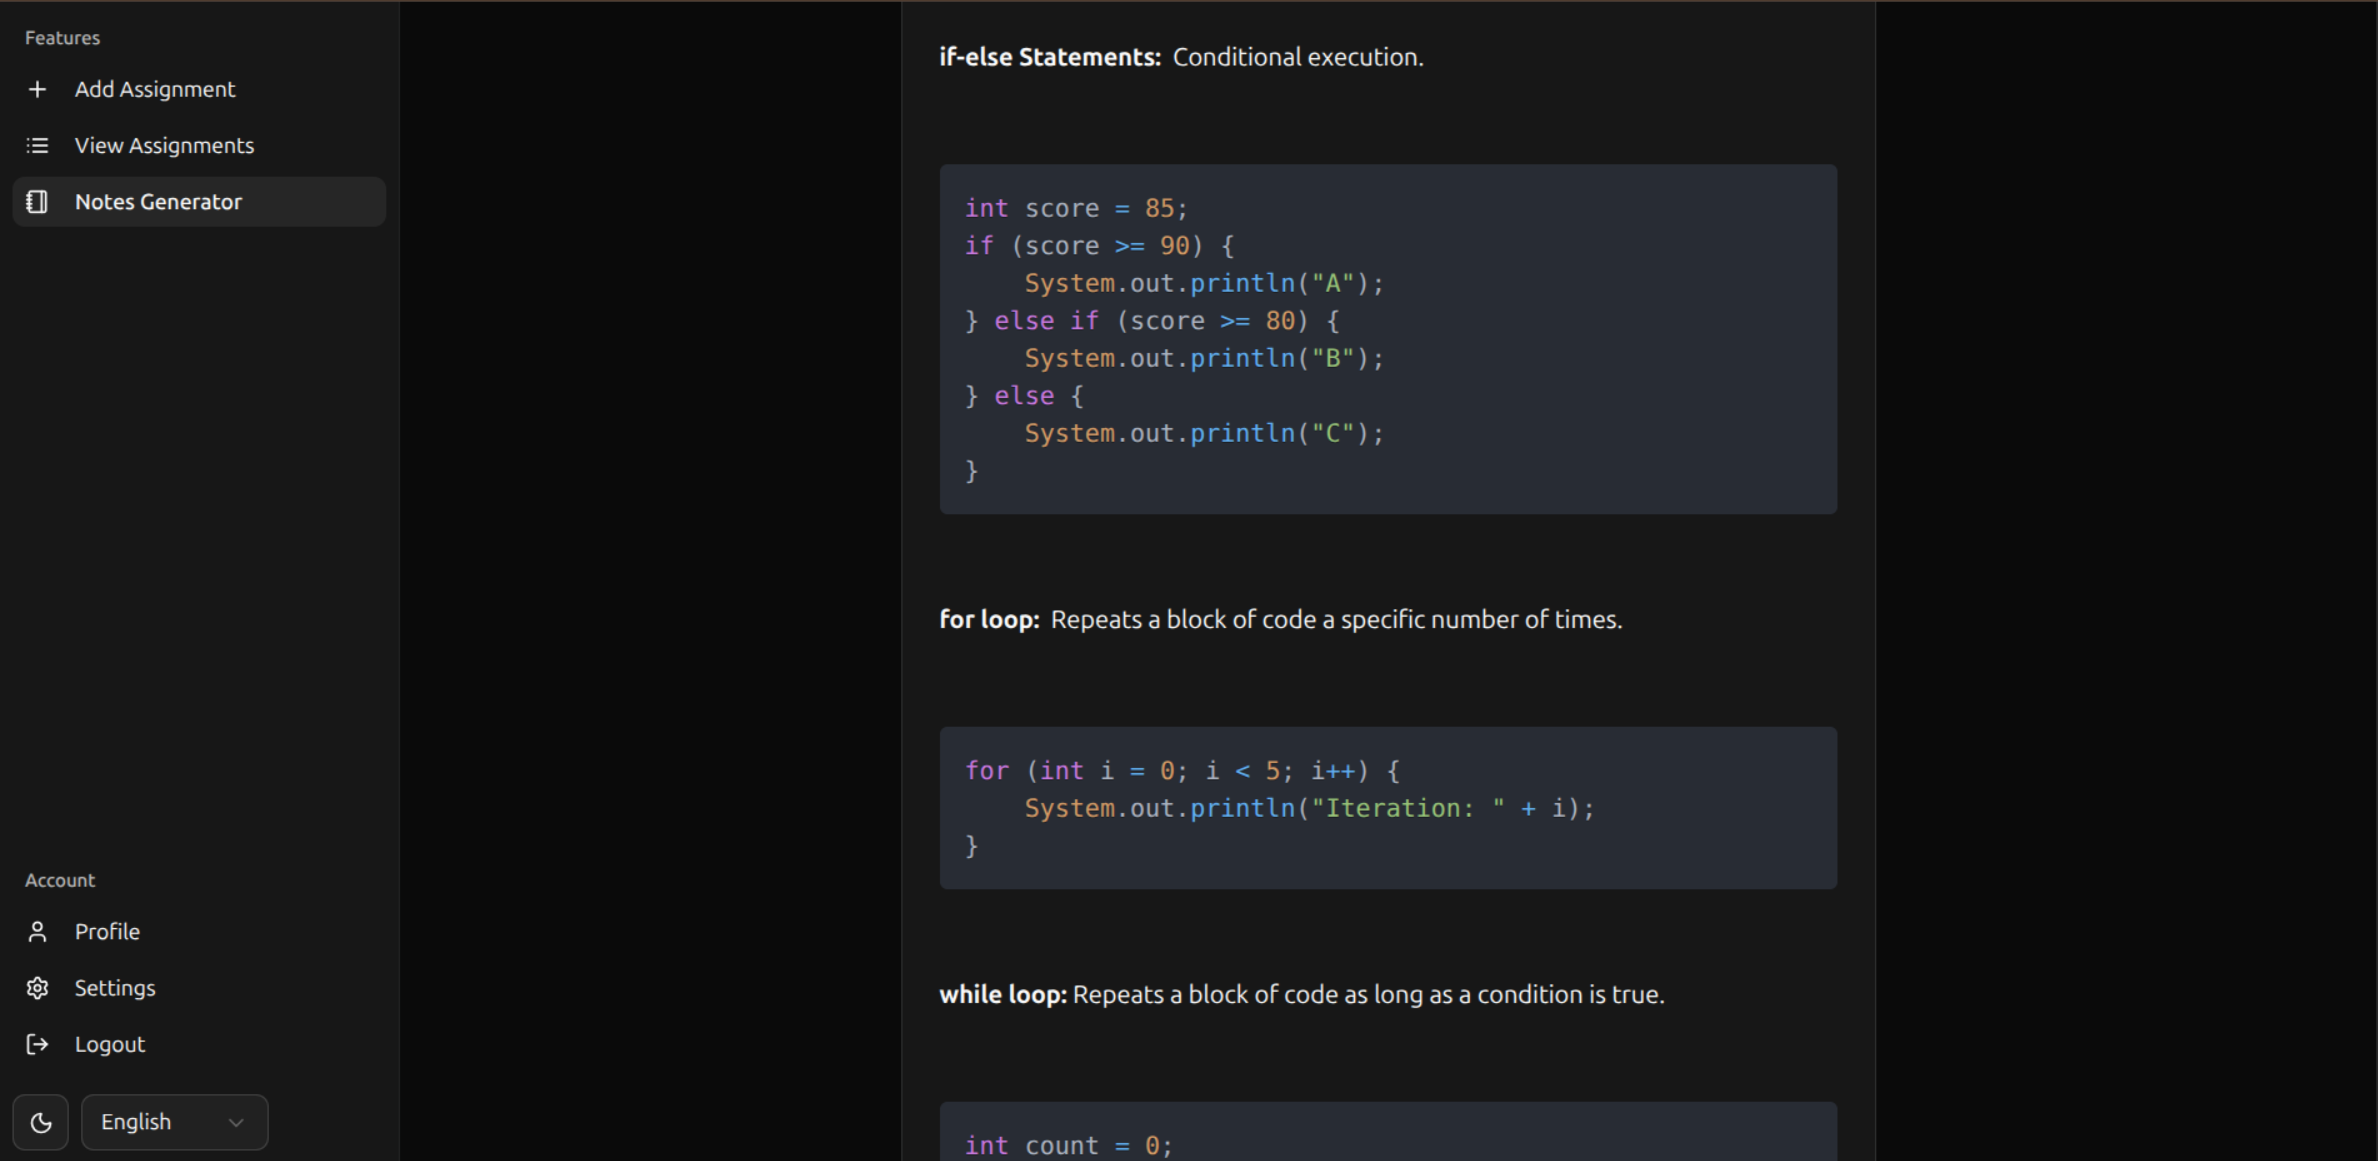 Features
Add Assignment
View Assignments
Notes Generator
Account
Profile
Settings
Logout
English
if-else Statements: Conditional execution.
int score = 85;
if (score >= 90) {
    System.out.println("A");
} else if (score >= 80) {
    System.out.println("B");
} else {
    System.out.println("C");
}
for loop: Repeats a block of code a specific number of times.
for (int i = 0; i < 5; i++) {
    System.out.println("Iteration: " + i);
}
while loop: Repeats a block of code as long as a condition is true.
int count = 0;